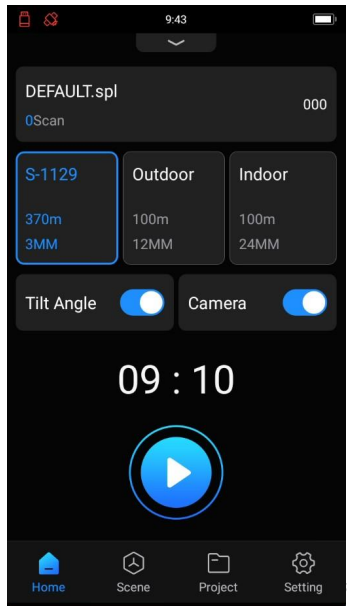 9:43
DEFAULT.spl
000
0Scan
S-1129
Outdoor
Indoor
370m
100m
100m
3MM
12MM
24MM
Tilt Angle
Camera
09 : 10
Home
Scene
Project
Setting